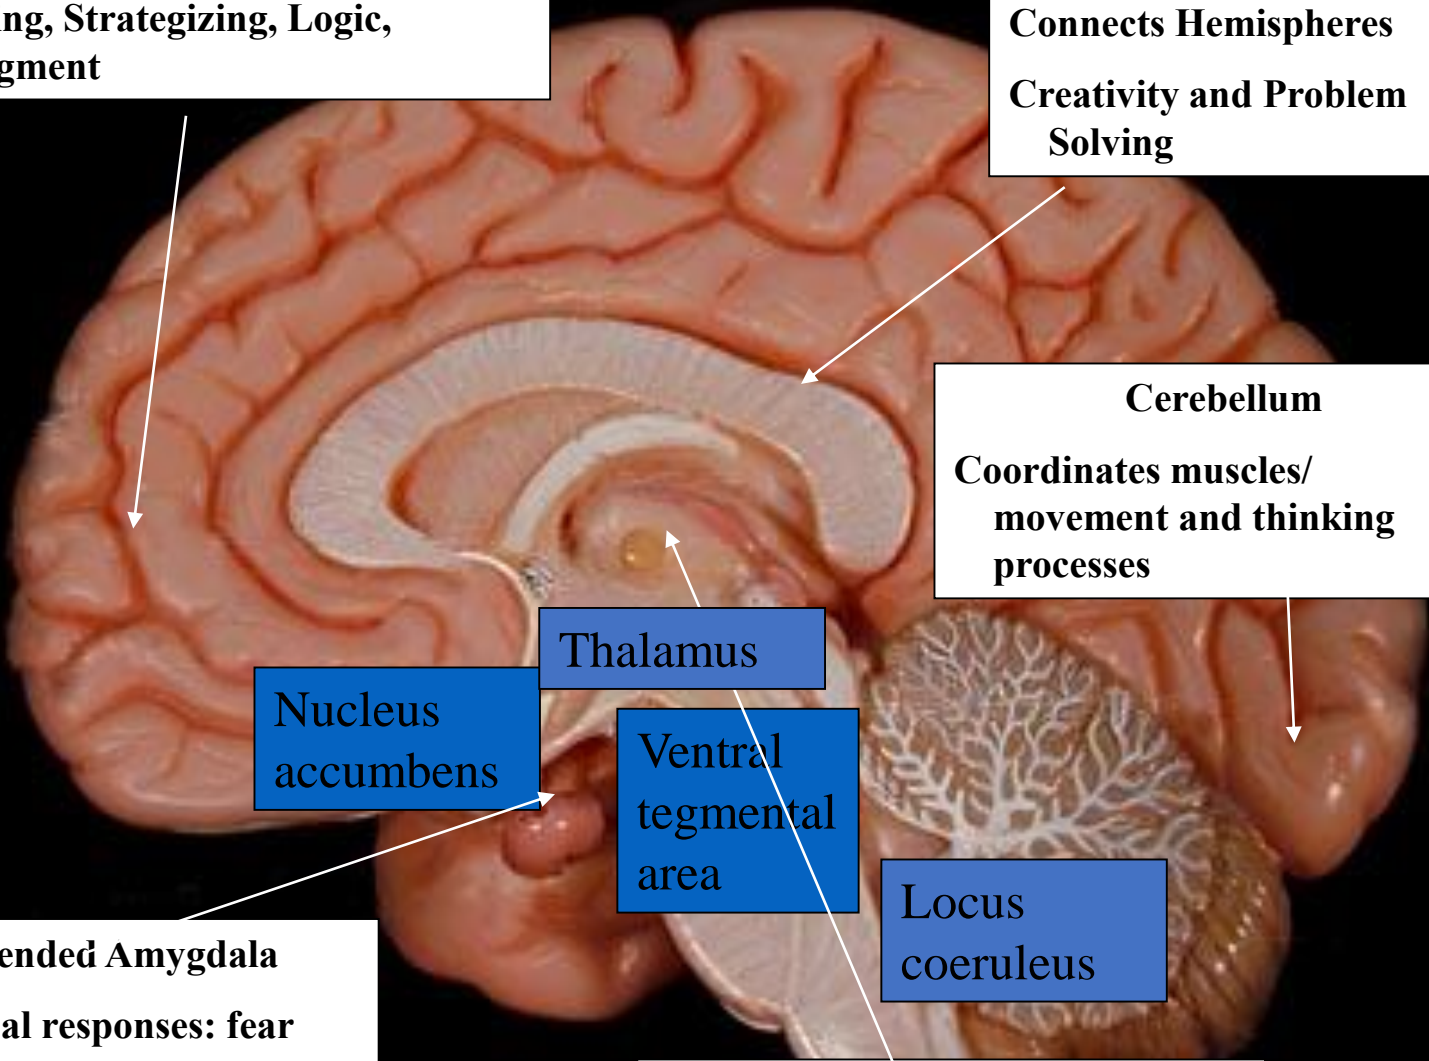 ing, Strategizing, Logic,
gment
Connects Hemispheres
Creativity and Problem
Solving
Cerebellum
Coordinates muscles/
movement and thinking
processes
Thalamus
Nucleus
accumbens
Ventral
tegmental
area
Locus
coeruleus
ended Amygdala
al responses: fear